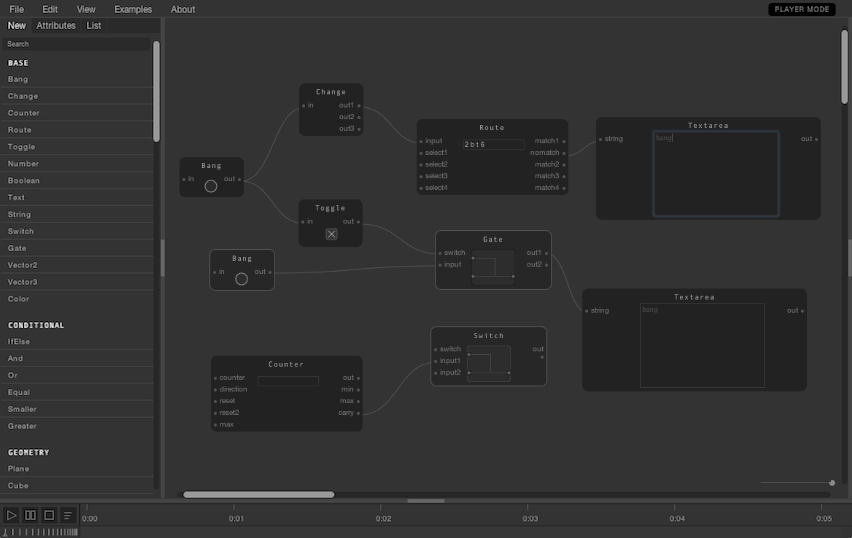 File Edit View Examples About PLAYER MODE
New Attributes List
Search
BASE
Bang
Change
Counter
Route
Toggle
Number
Boolean
Text
String
Switch
Gate
Vector2
Vector3
Color
CONDITIONAL
IfElse
And
Or
Equal
Smaller
Greater
GEOMETRY
Plane
Cube
Change
in out1
out2
out3
Bang
in out
Toggle
in out
Bang
in out
Route
input match1
2bt6
select1 nomatch
select2 match2
select3 match3
select4 match4
Textarea
string out
bang
Gate
switch out1
input out2
Textarea
string out
bang
Switch
switch out
input1
input2
Counter
counter out
direction min
reset max
reset2 carry
max
0:00 0:01 0:02 0:03 0:04 0:05